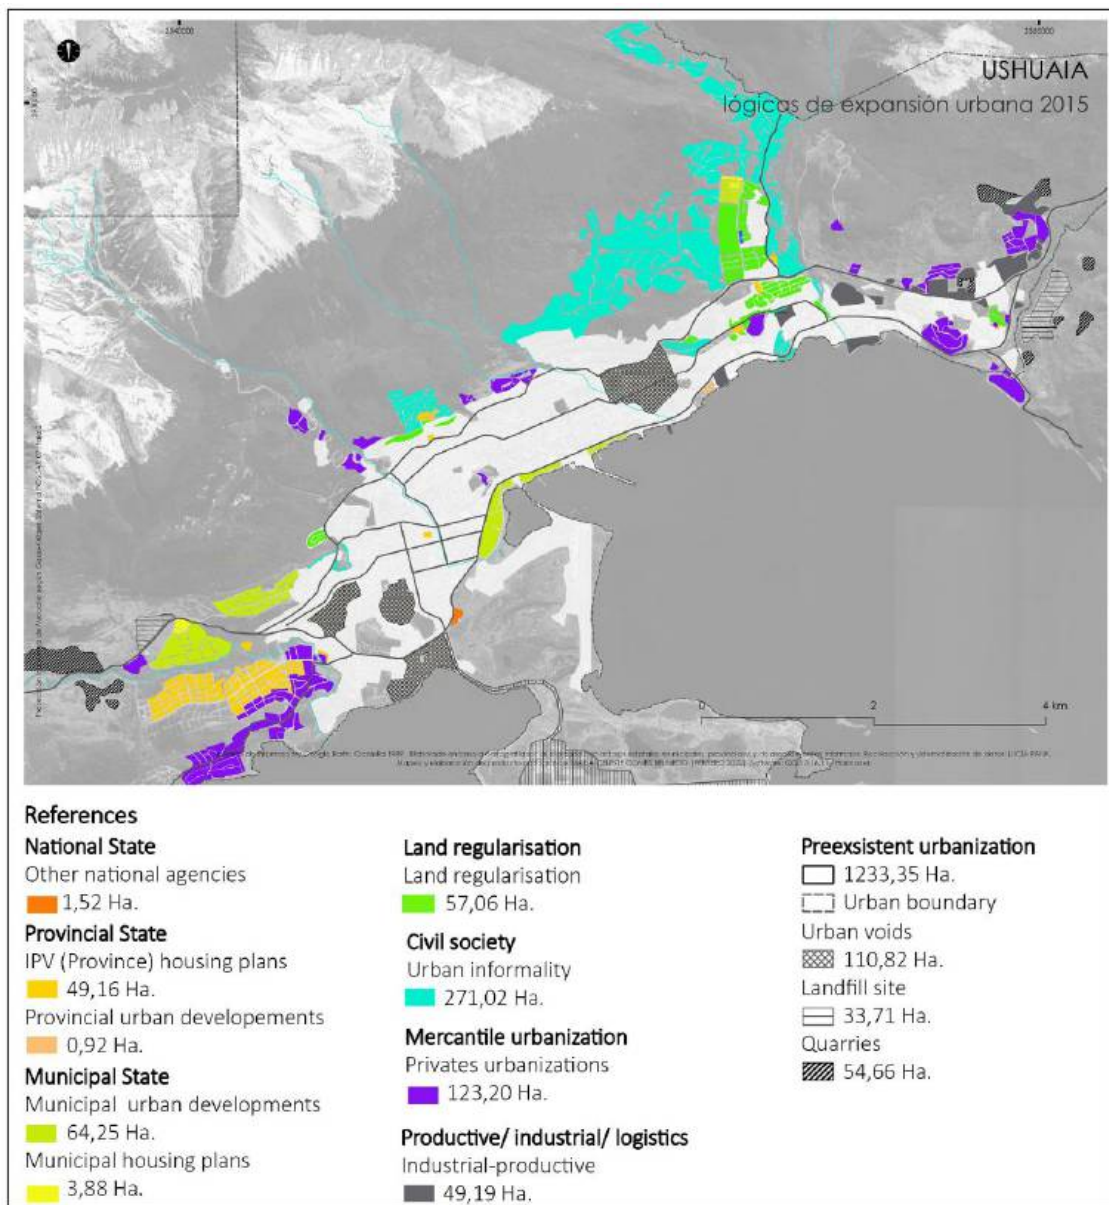 USHUAIA
lógicas de expansión urbana 2015
0
2
4 km
References
National State
Other national agencies
1,52 Ha.
Provincial State
IPV (Province) housing plans
49,16 Ha.
Provincial urban developements
0,92 Ha.
Municipal State
Municipal urban developments
64,25 Ha.
Municipal housing plans
3,88 Ha.
Land regularisation
Land regularisation
57,06 Ha.
Civil society
Urban informality
271,02 Ha.
Mercantile urbanization
Privates urbanizations
123,20 Ha.
Productive/ industrial/ logistics
Industrial-productive
49,19 Ha.
Preexistent urbanization
1233,35 Ha.
Urban boundary
Urban voids
110,82 Ha.
Landfill site
33,71 Ha.
Quarries
54,66 Ha.